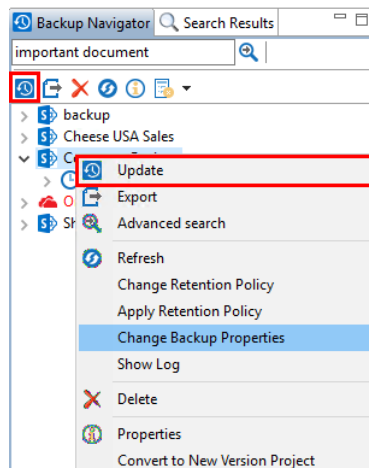 Backup Navigator Search Results
important document
backup
Cheese USA Sales
Update
Export
Advanced search
Refresh
Change Retention Policy
Apply Retention Policy
Change Backup Properties
Show Log
Delete
Properties
Convert to New Version Project